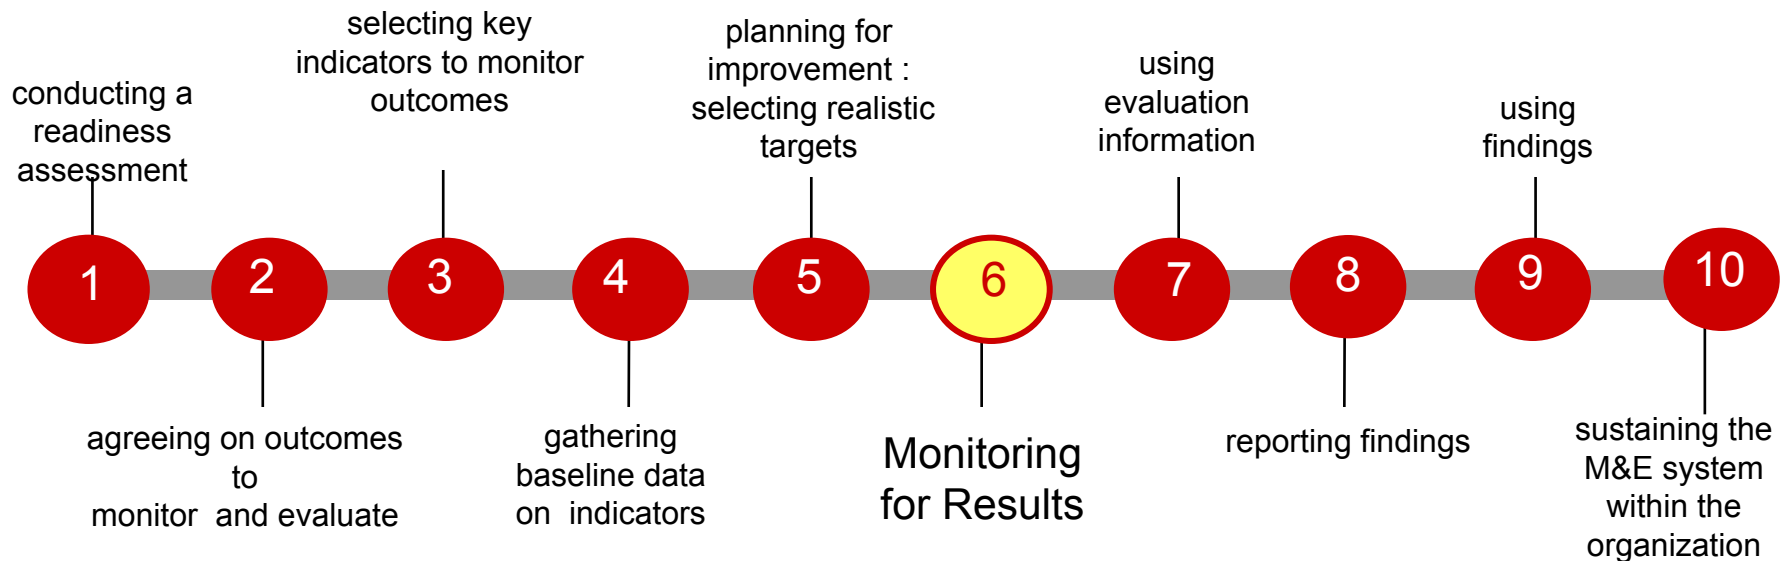 conducting a
readiness
assessment
selecting key
indicators to monitor
outcomes
planning for
improvement :
selecting realistic
targets
using
evaluation
information
using
findings
1
2
3
4
5
6
7
8
9
10
agreeing on outcomes
to
monitor and evaluate
gathering
baseline data
on indicators
Monitoring
for Results
reporting findings
sustaining the
M&E system
within the
organization